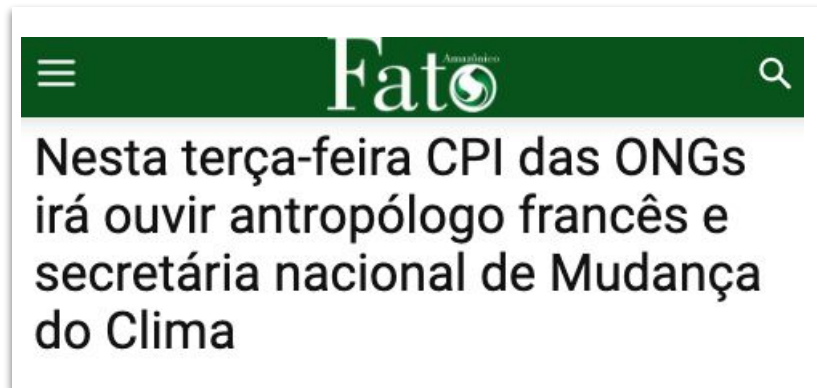 Fato
Amazônico
Nesta terça-feira CPI das ONGs
irá ouvir antropólogo francês e
secretária nacional de Mudança
do Clima